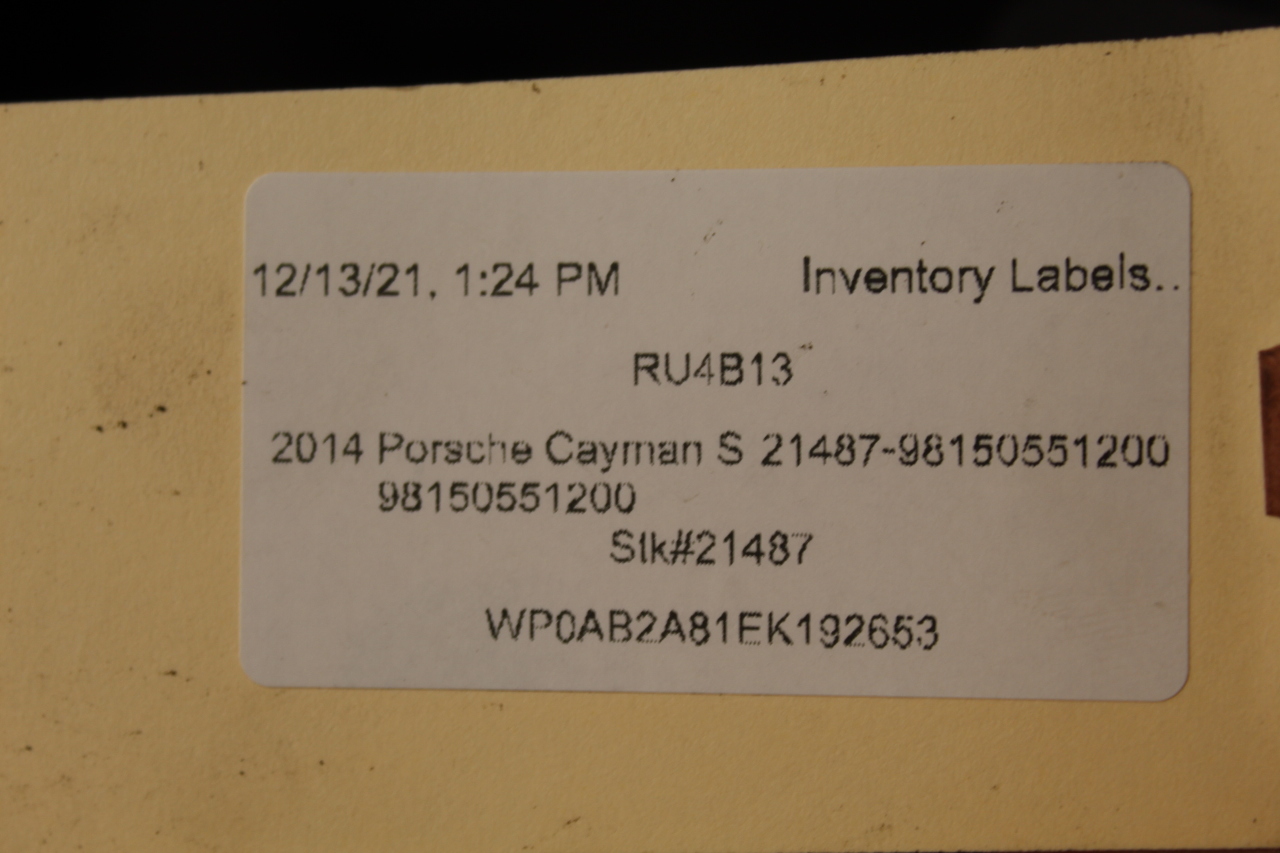 12/13/21, 1:24 PM Inventory Labels..
RU4B13
2014 Porsche Cayman S 21487-98150551200
98150551200
Stk#21487
WP0AB2A81EK192653